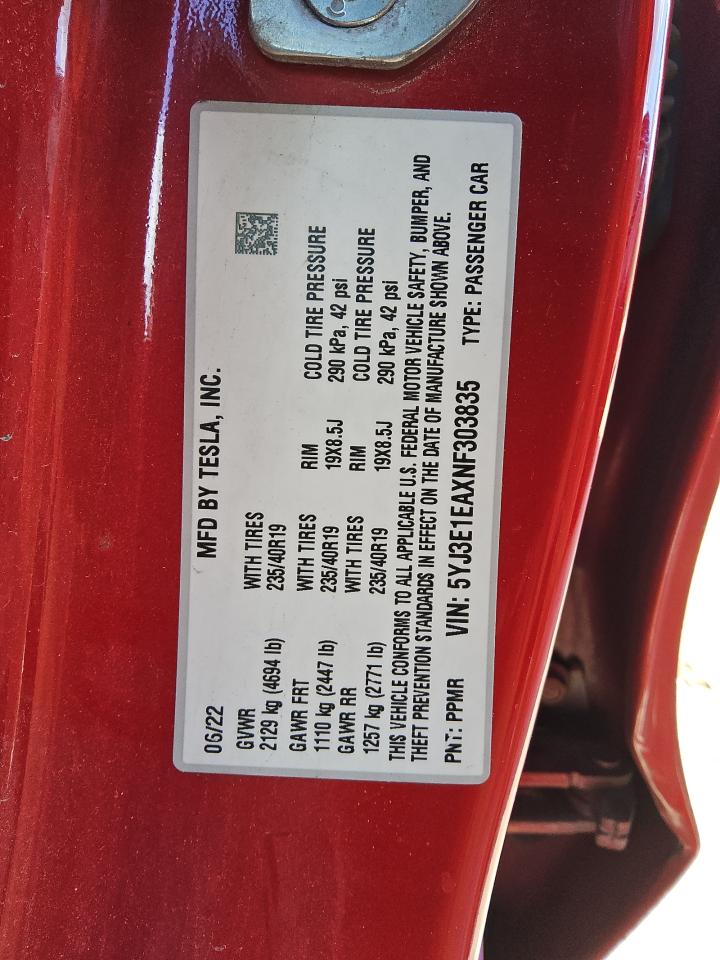 MFD BY TESLA, INC.
06/22
GVWR WITH TIRES RIM COLD TIRE PRESSURE
2129 kg (4694 lb) 235/40R19 19X8.5J 290 kPa, 42 psi
GAWR FRT WITH TIRES RIM COLD TIRE PRESSURE
1110 kg (2447 lb) 235/40R19 19X8.5J 290 kPa, 42 psi
GAWR RR WITH TIRES
1257 kg (2771 lb) 235/40R19
THIS VEHICLE CONFORMS TO ALL APPLICABLE U.S. FEDERAL MOTOR VEHICLE SAFETY, BUMPER, AND
THEFT PREVENTION STANDARDS IN EFFECT ON THE DATE OF MANUFACTURE SHOWN ABOVE.
PNT: PPMR VIN: 5YJ3E1EAXNF303835 TYPE: PASSENGER CAR